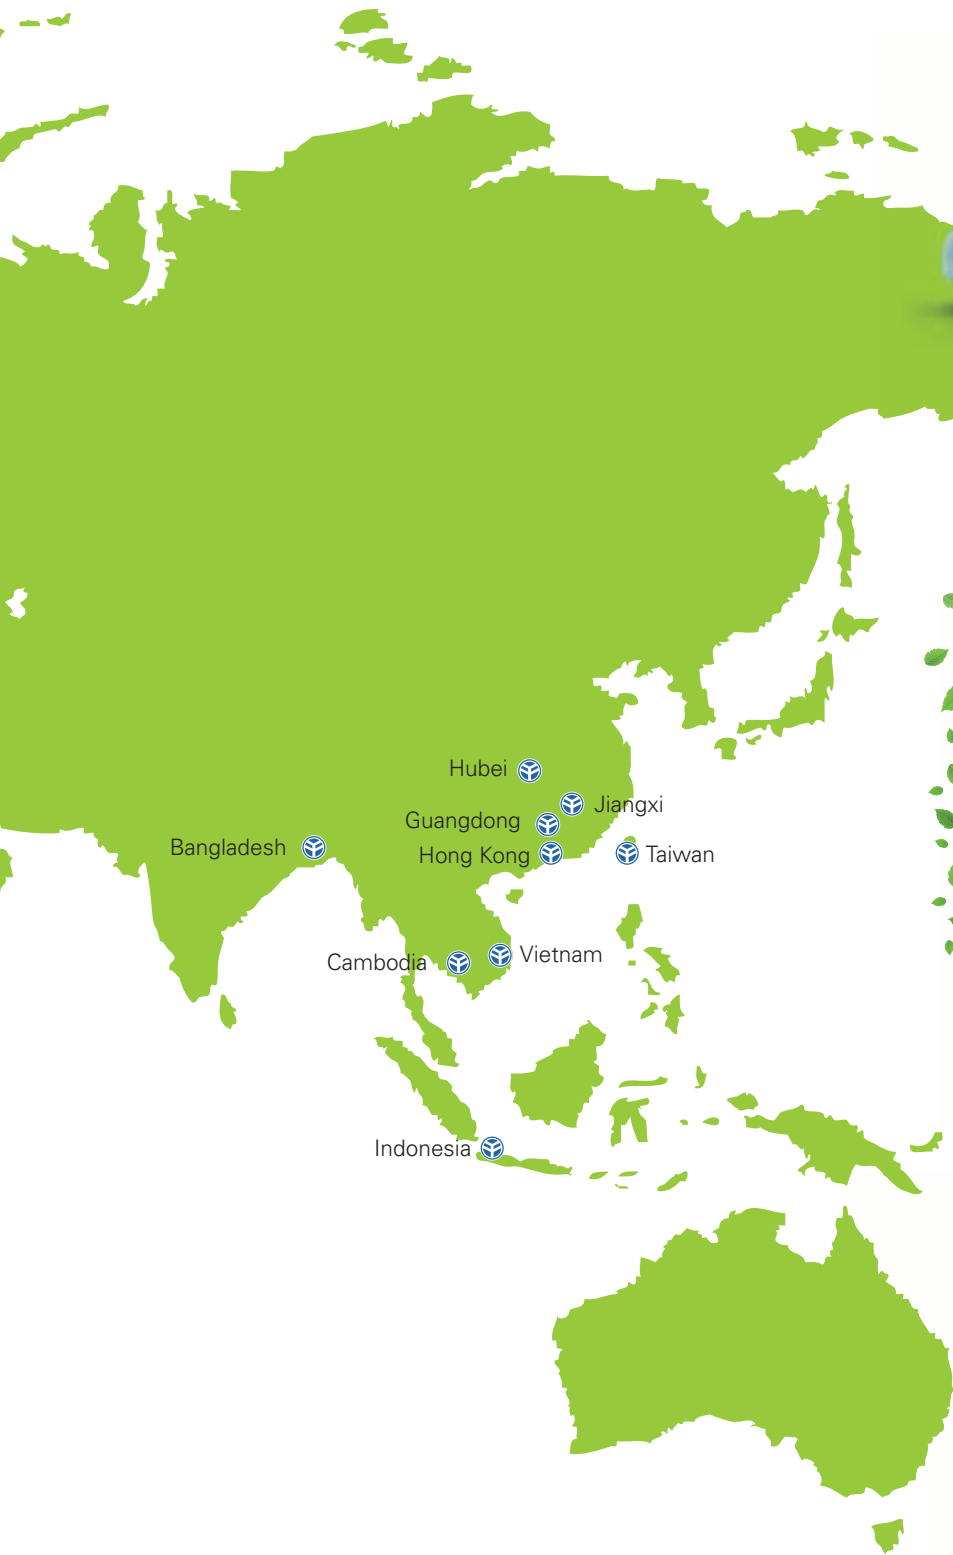 Hubei
Jiangxi
Guangdong
Bangladesh
Hong Kong
Taiwan
Vietnam
Cambodia
Indonesia